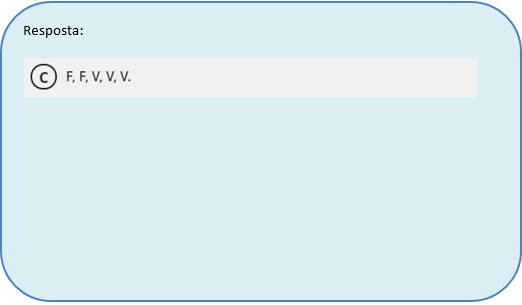 Resposta:
C F, F, V, V, V.